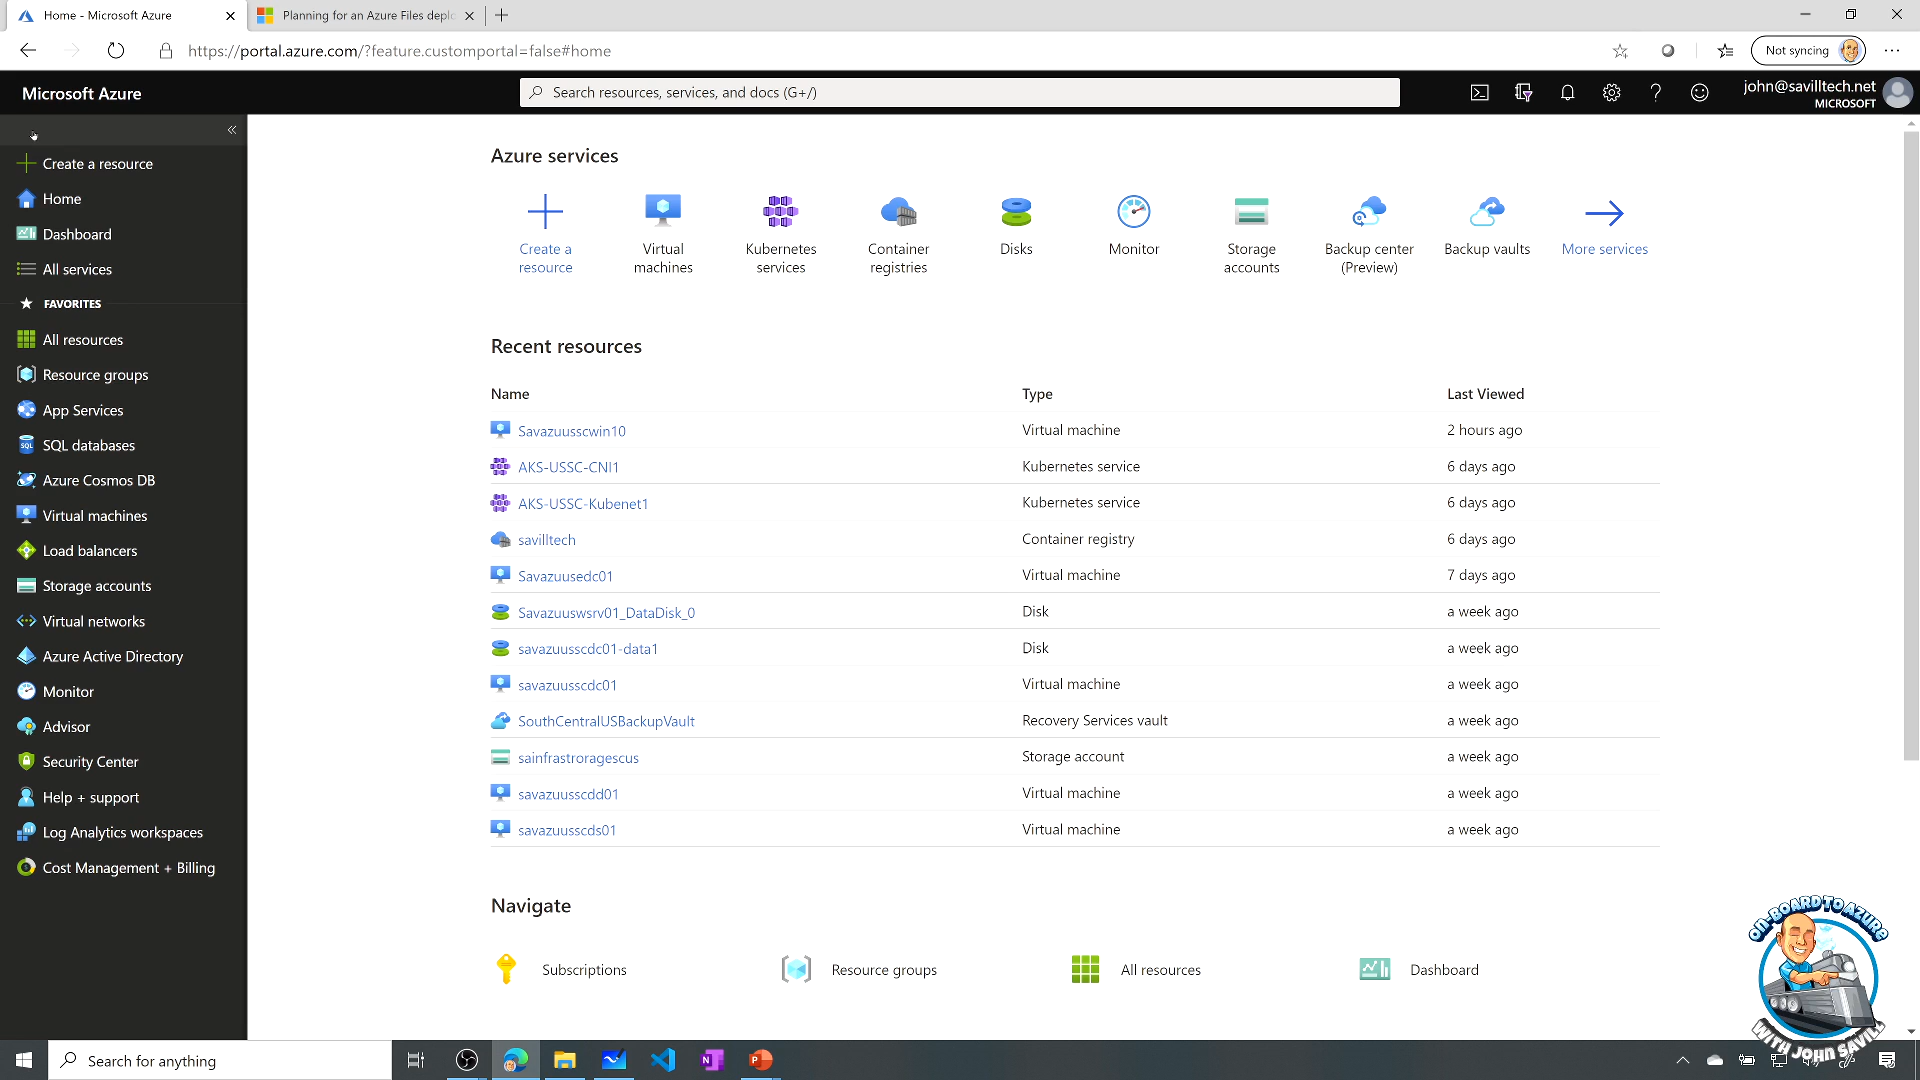 Home - Microsoft Azure
Planning for an Azure Files deplo
https://portal.azure.com/?feature.customportal=false#home
Not syncing
Microsoft Azure
Search resources, services, and docs (G+/)
john@savilltech.net
MICROSOFT
Create a resource
Home
Dashboard
All services
FAVORITES
All resources
Resource groups
App Services
SQL databases
Azure Cosmos DB
Virtual machines
Load balancers
Storage accounts
Virtual networks
Azure Active Directory
Monitor
Advisor
Security Center
Help + support
Log Analytics workspaces
Cost Management + Billing
Azure services
Create a resource
Virtual machines
Kubernetes services
Container registries
Disks
Monitor
Storage accounts
Backup center (Preview)
Backup vaults
More services
Recent resources
Name Type Last Viewed
Savazuusscwin10 Virtual machine 2 hours ago
AKS-USSC-CNI1 Kubernetes service 6 days ago
AKS-USSC-Kubenet1 Kubernetes service 6 days ago
savilltech Container registry 6 days ago
Savazuusedc01 Virtual machine 7 days ago
Savazuuswsrv01_DataDisk_0 Disk a week ago
savazuusscdc01-data1 Disk a week ago
savazuusscdc01 Virtual machine a week ago
SouthCentralUSBackupVault Recovery Services vault a week ago
sainfrastroragescus Storage account a week ago
savazuusscdd01 Virtual machine a week ago
savazuusscds01 Virtual machine a week ago
Navigate
Subscriptions
Resource groups
All resources
Dashboard
ON-BOARD TO AZURE
WITH JOHN SAVILL
Search for anything